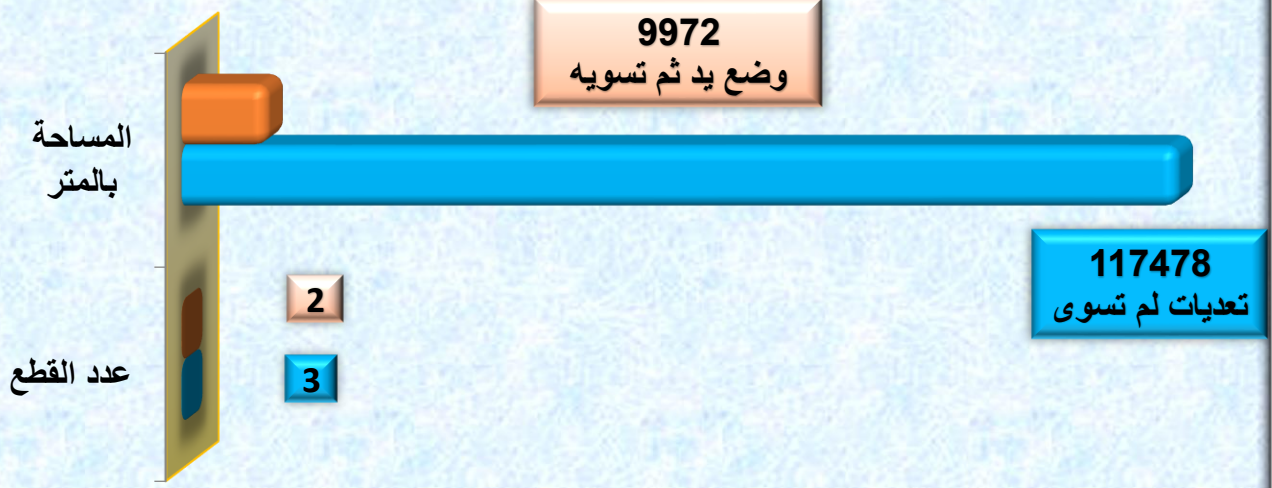 9972
وضع يد ثم تسويه
المساحة
بالمتر
117478
تعديات لم تسوى
2
عدد القطع
3